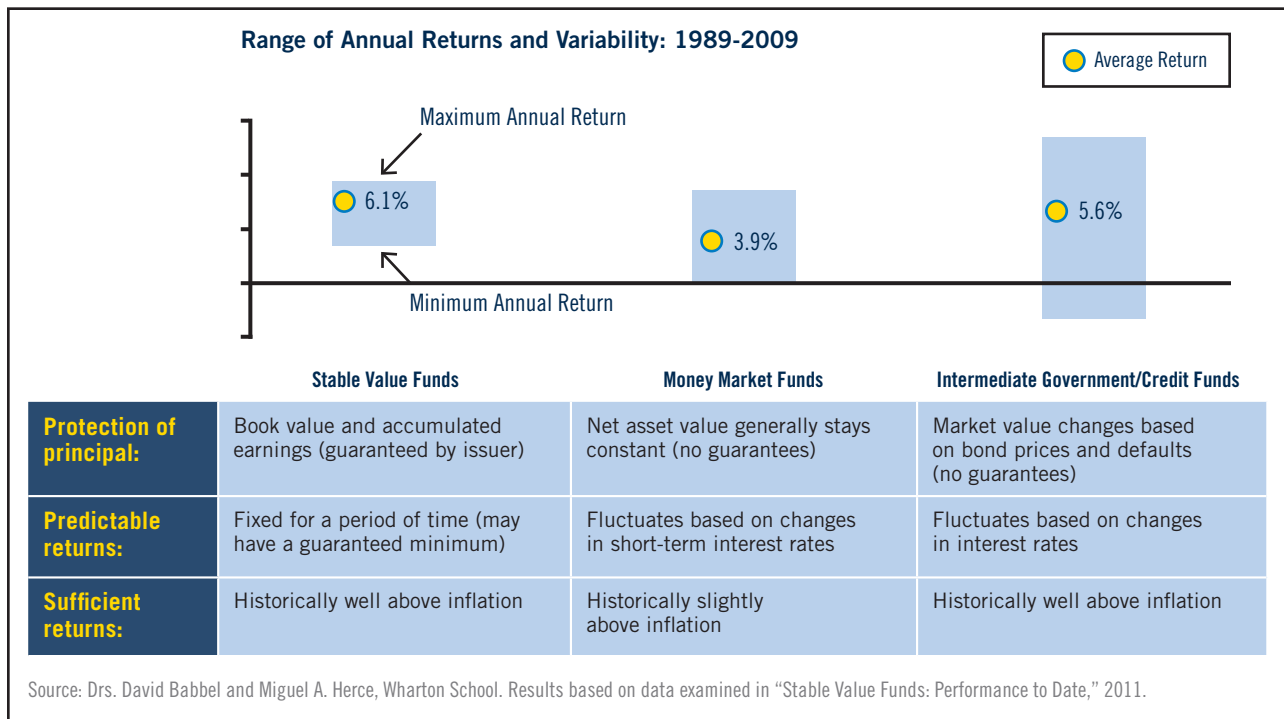 Range of Annual Returns and Variability: 1989-2009
Average Return
Maximum Annual Return
6.1%
3.9%
5.6%
Minimum Annual Return
Stable Value Funds
Money Market Funds
Intermediate Government/Credit Funds
Protection of
principal:
Book value and accumulated
earnings (guaranteed by issuer)
Net asset value generally stays
constant (no guarantees)
Market value changes based
on bond prices and defaults
(no guarantees)
Predictable
returns:
Fixed for a period of time (may
have a guaranteed minimum)
Fluctuates based on changes
in short-term interest rates
Fluctuates based on changes
in interest rates
Sufficient
returns:
Historically well above inflation
Historically slightly
above inflation
Historically well above inflation
Source: Drs. David Babbel and Miguel A. Herce, Wharton School. Results based on data examined in “Stable Value Funds: Performance to Date,” 2011.